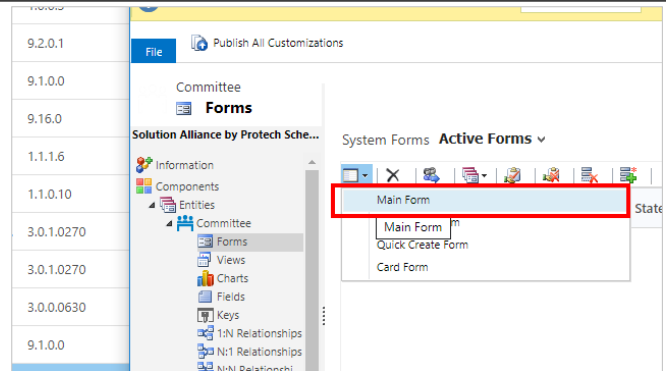 9.2.0.1
9.1.0.0
9.16.0
1.1.1.6
1.1.0.10
3.0.1.0270
3.0.1.0270
3.0.0.0630
9.1.0.0
File
Publish All Customizations
Committee
Forms
Solution Alliance by Protech Sche...
Information
Components
Entities
Committee
Forms
Views
Charts
Fields
Keys
1:N Relationships
N:1 Relationships
N:N Relationshi
System Forms Active Forms
State
Main Form
Main Form
Quick Create Form
Card Form